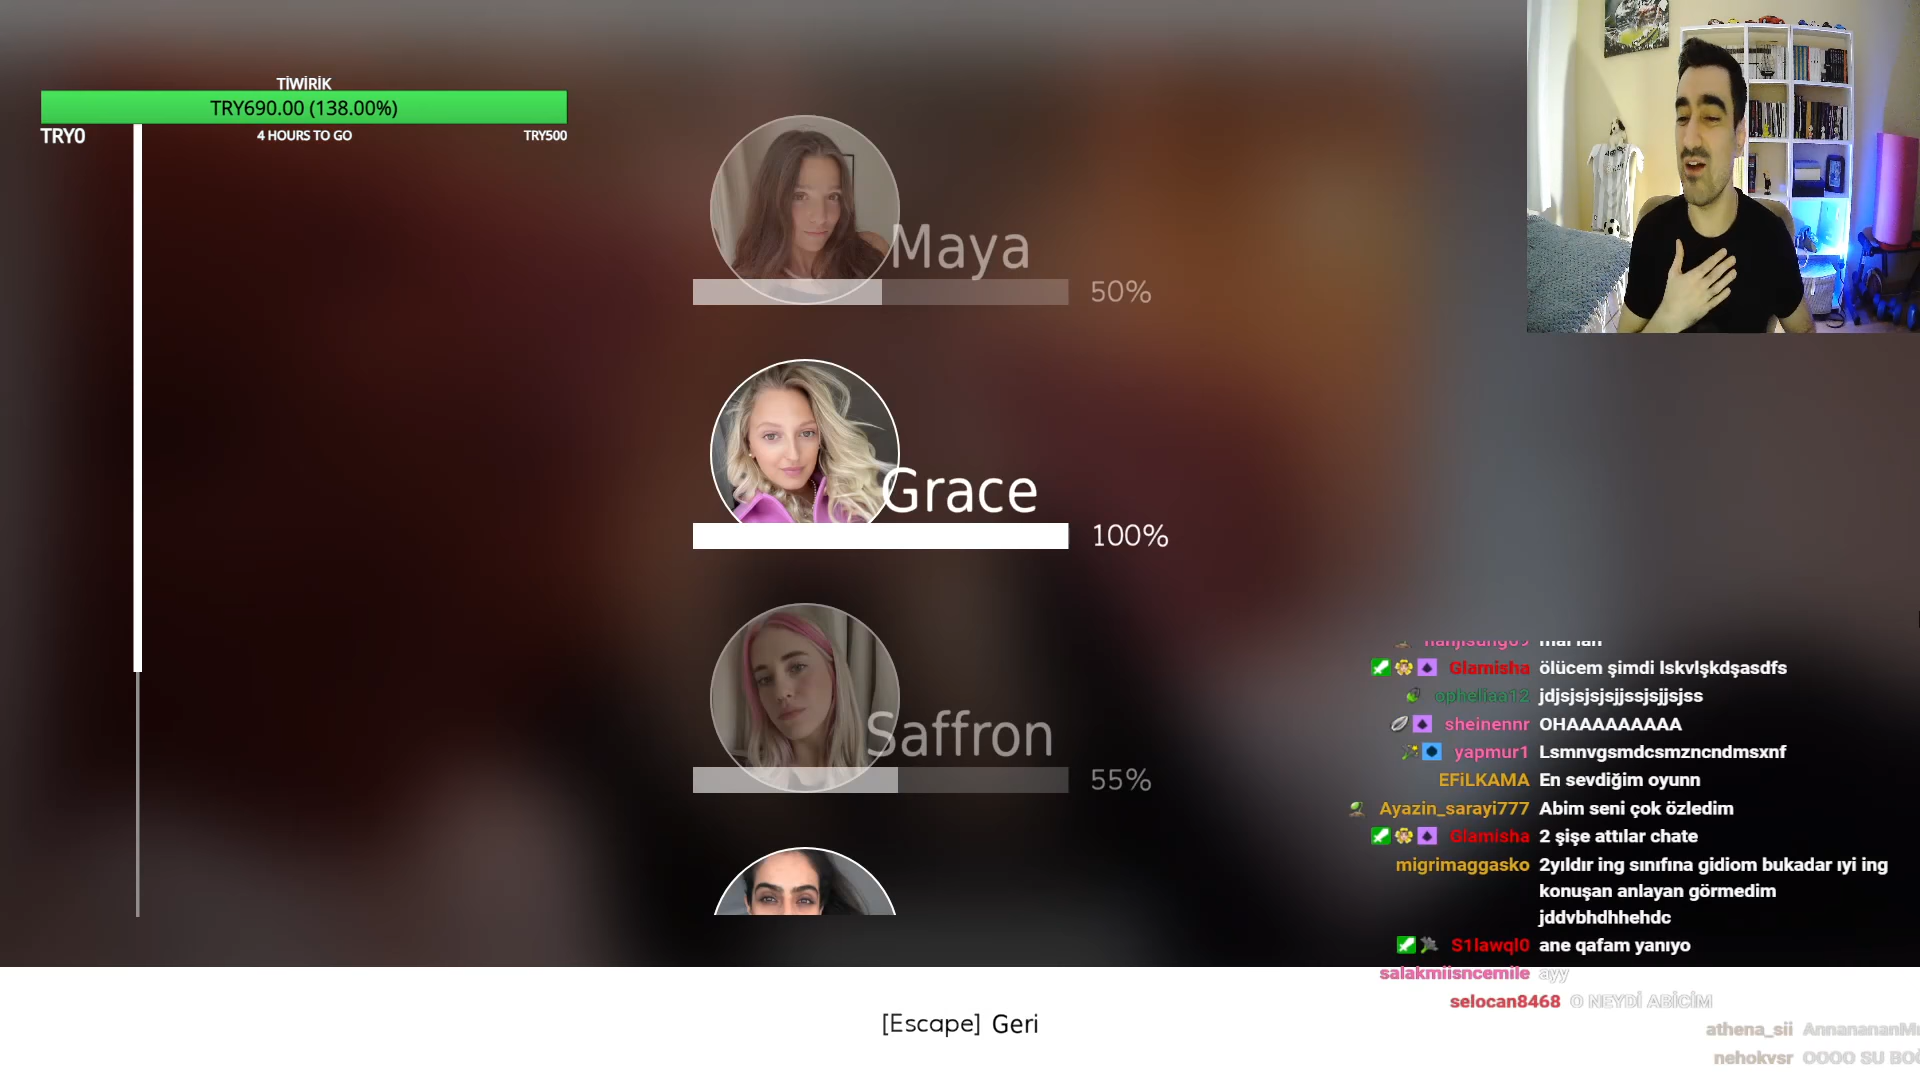 TİWİRİK
TRY690.00 (138.00%)
TRY0
4 HOURS TO GO
TRY500
Maya
50%
Grace
100%
Saffron
55%
Glamisha ölücem şimdi lskvlşkdşasdfs
opheliaa12 jdjsjsjsjsjjssjsjjsjss
sheinennr OHAAAAAAAAA
yapmur1 Lsmnvgsmdcsmzncndmsxnf
EFiLKAMA En sevdiğim oyunn
Ayazin_sarayi777 Abim seni çok özledim
Glamisha 2 şişe attılar chate
migrimaggasko 2yıldır ing sınıfına gidiom bukadar ıyi ing
konuşan anlayan görmedim
jddvbhdhhehdc
S1lawql0 ane qafam yanıyo
salakmiisncemile ayy
selocan8468 O NEYDİ ABİCİM
athena_sii
nehokvsr OOOO SU
[Escape] Geri